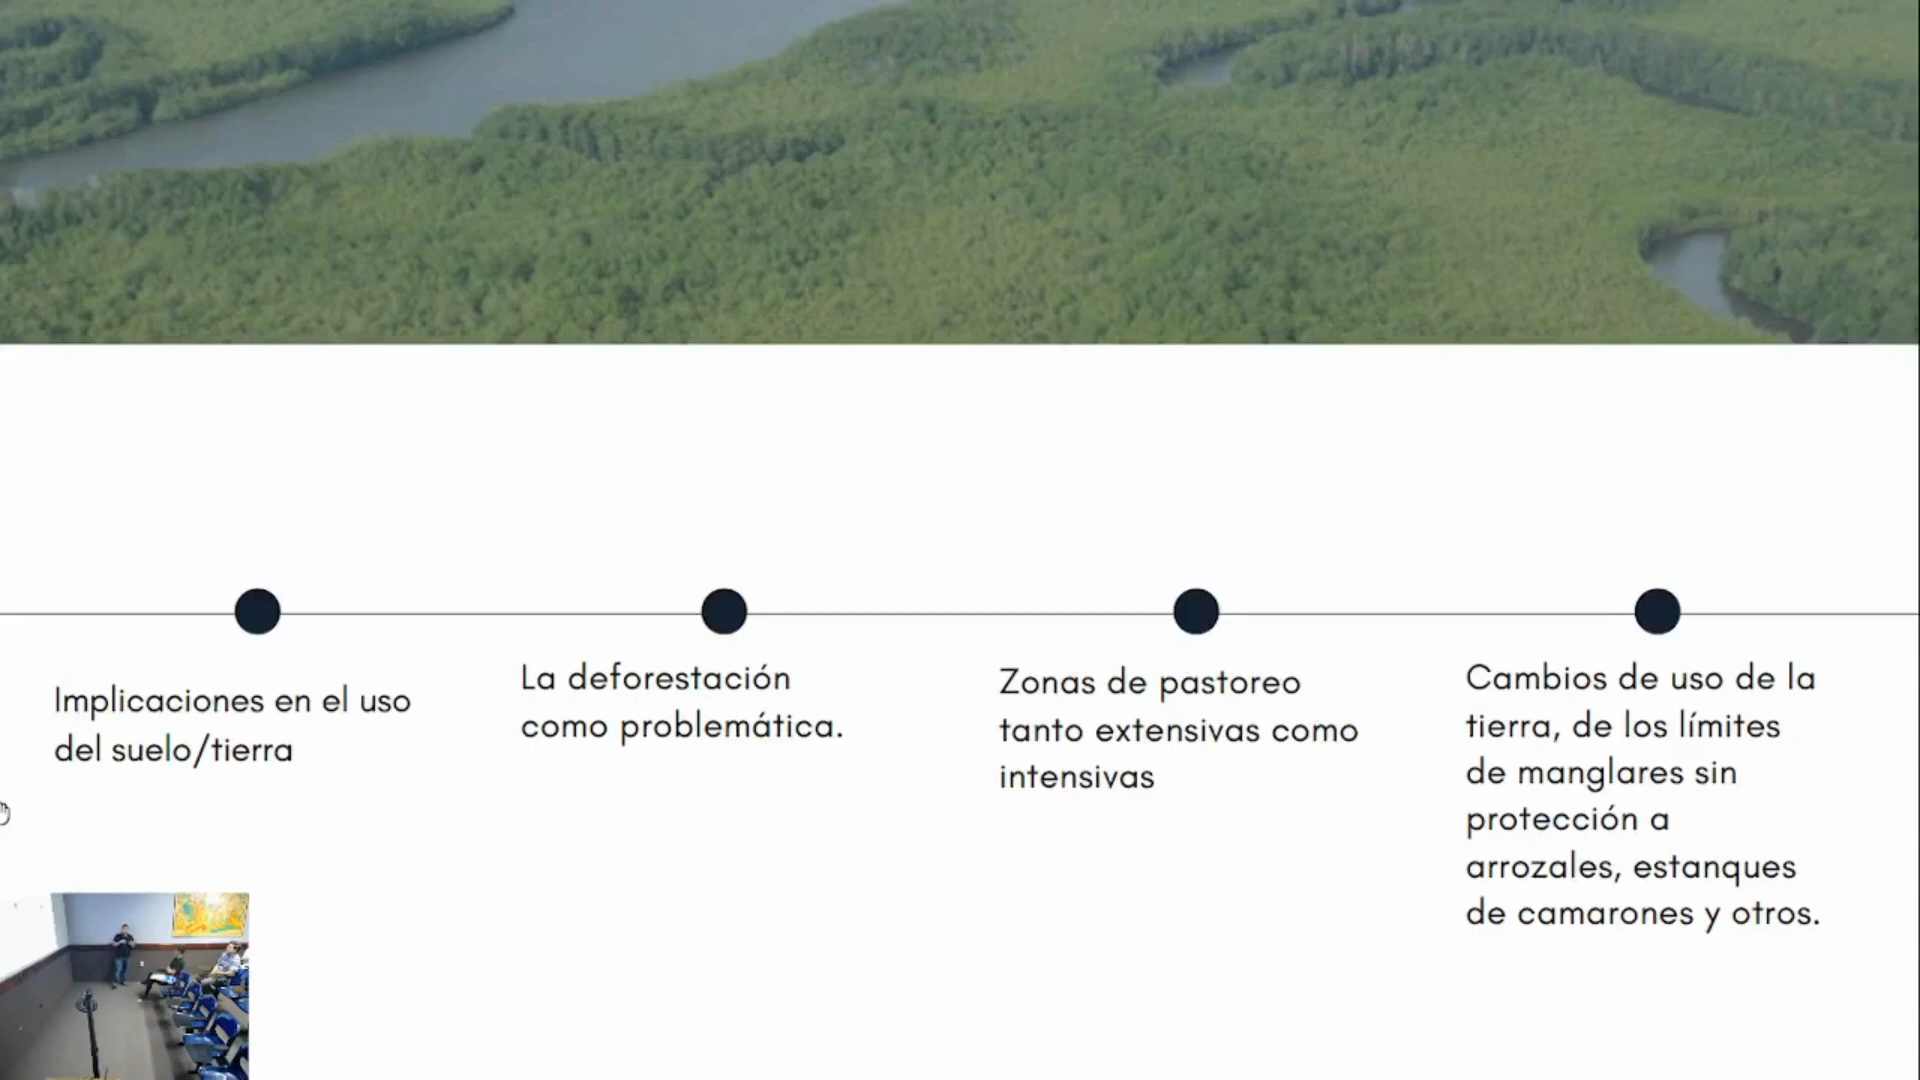 Implicaciones en el uso
del suelo/tierra
La deforestación
como problemática.
Zonas de pastoreo
tanto extensivas como
intensivas
Cambios de uso de la
tierra, de los límites
de manglares sin
protección a
arrozales, estanques
de camarones y otros.